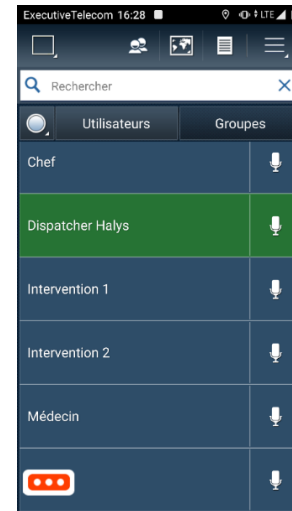 ExecutiveTelecom 16:28 LTE
Rechercher
Utilisateurs Groupes
Chef
Dispatcher Halys
Intervention 1
Intervention 2
Médecin